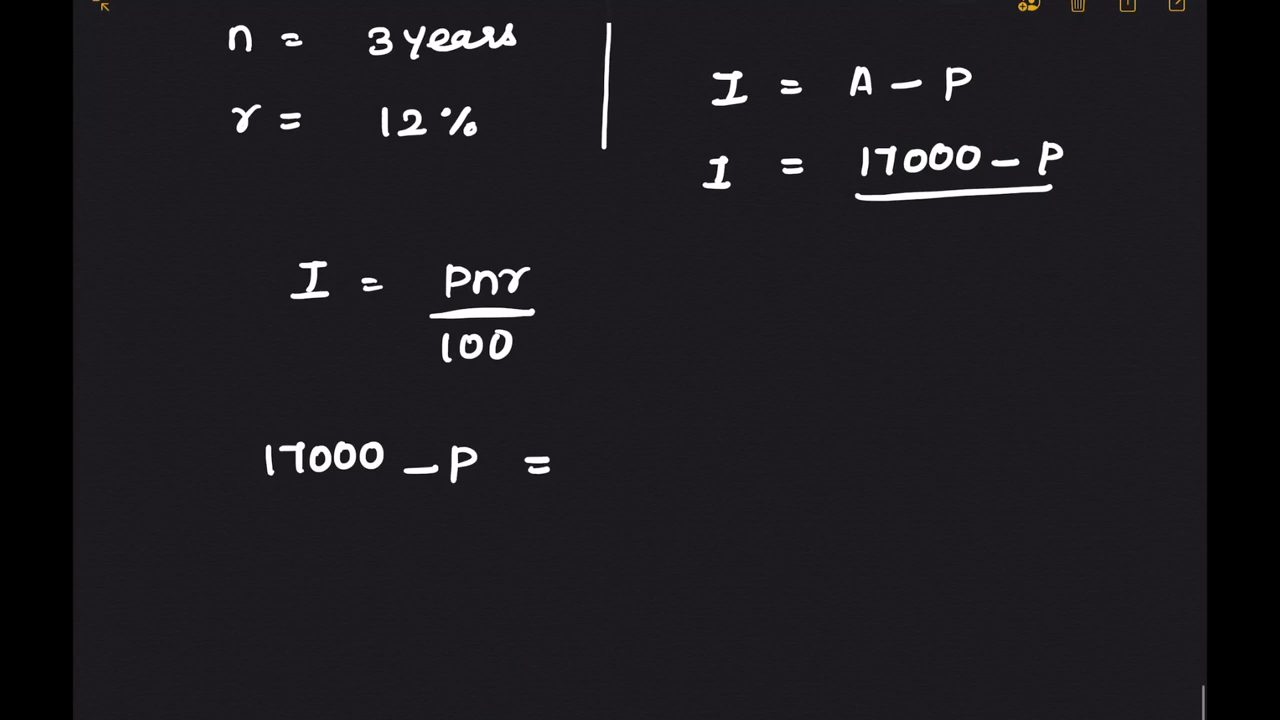 n = 3 years
r = 12%
I = A - P
I = 17000 - P
I = pnr
100
17000 - P =